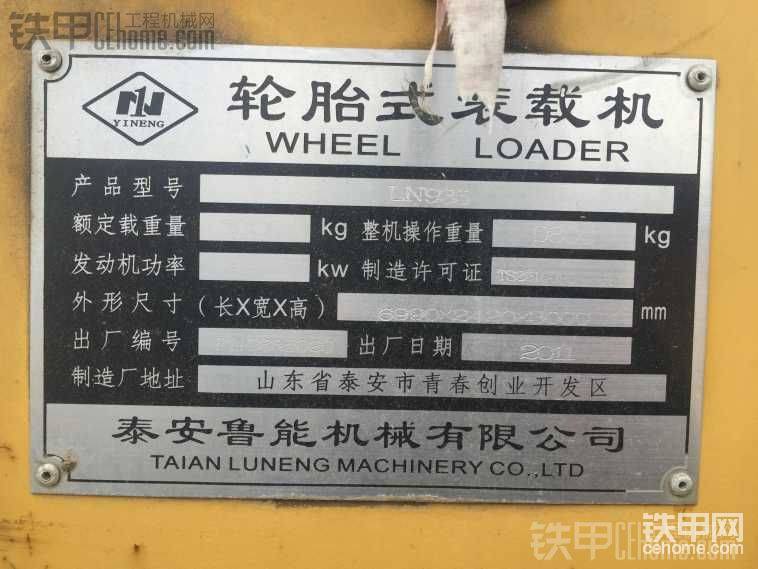 铁甲 工程机械网
cehome.com
YINENG
轮胎式装载机
WHEEL LOADER
产品型号 LN935
额定载重量 kg 整机操作重量 kg
发动机功率 kw 制造许可证
外形尺寸(长X宽X高) mm
出厂编号 出厂日期 2011
制造厂地址 山东省泰安市青春创业开发区
泰安鲁能机械有限公司
TAIAN LUNENG MACHINERY CO.,LTD
铁甲网
cehome.com